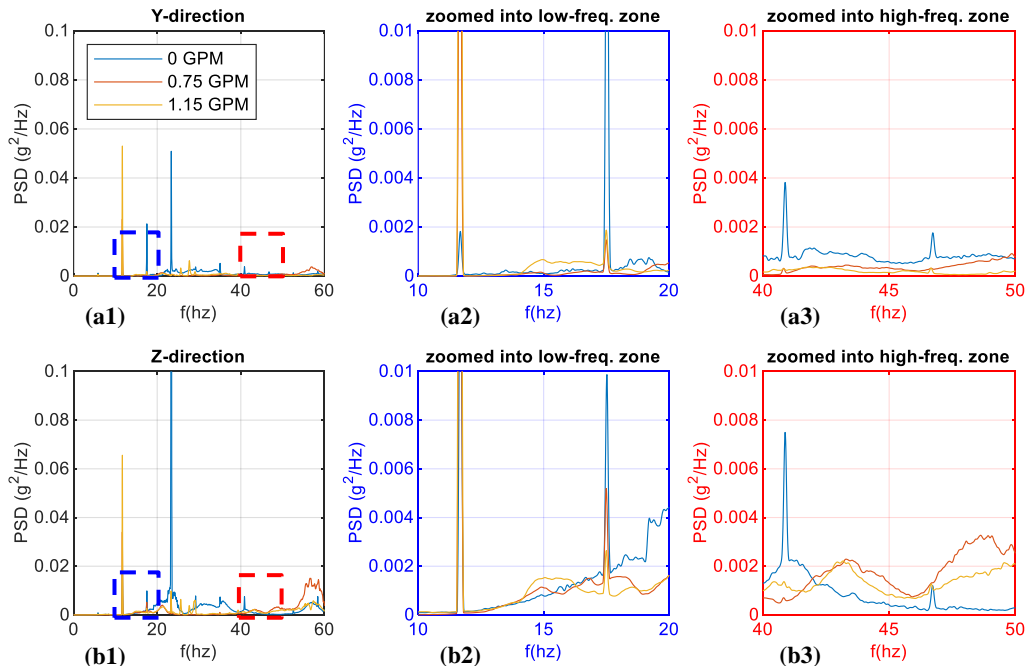 Y-direction
zoomed into low-freq. zone
zoomed into high-freq. zone
0 GPM
0.75 GPM
1.15 GPM
PSD (g^2/Hz)
0.1
0.08
0.06
0.04
0.02
0
0 20 40 60
f(hz)
(a1)
PSD (g^2/Hz)
0.01
0.008
0.006
0.004
0.002
0
10 15 20
f(hz)
(a2)
PSD (g^2/Hz)
0.01
0.008
0.006
0.004
0.002
0
40 45 50
f(hz)
(a3)
Z-direction
zoomed into low-freq. zone
zoomed into high-freq. zone
PSD (g^2/Hz)
0.1
0.08
0.06
0.04
0.02
0
0 20 40 60
f(hz)
(b1)
PSD (g^2/Hz)
0.01
0.008
0.006
0.004
0.002
0
10 15 20
f(hz)
(b2)
PSD (g^2/Hz)
0.01
0.008
0.006
0.004
0.002
0
40 45 50
f(hz)
(b3)